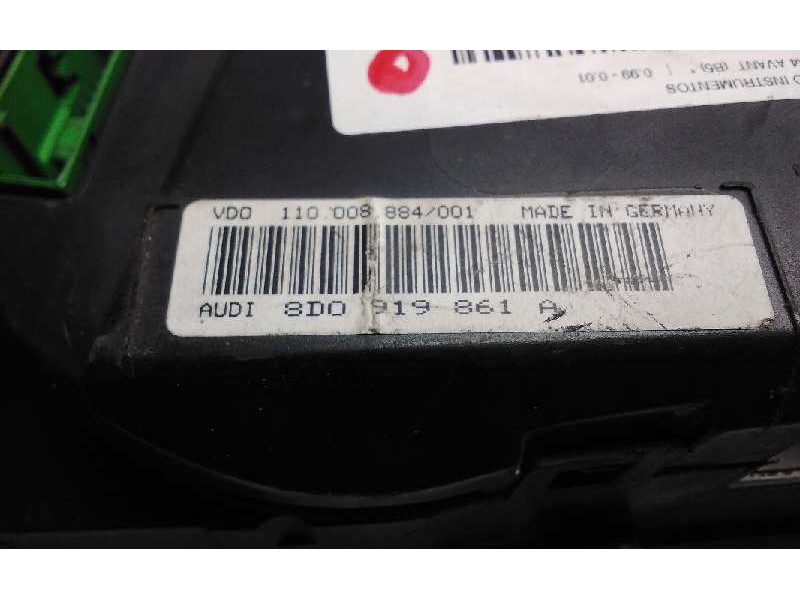 INSTRUMENTOS
AVANT (B5) * | 0.99 - 0.01
VDO 110.008.884/001 MADE IN GERMANY
AUDI 8D0 919 861 A